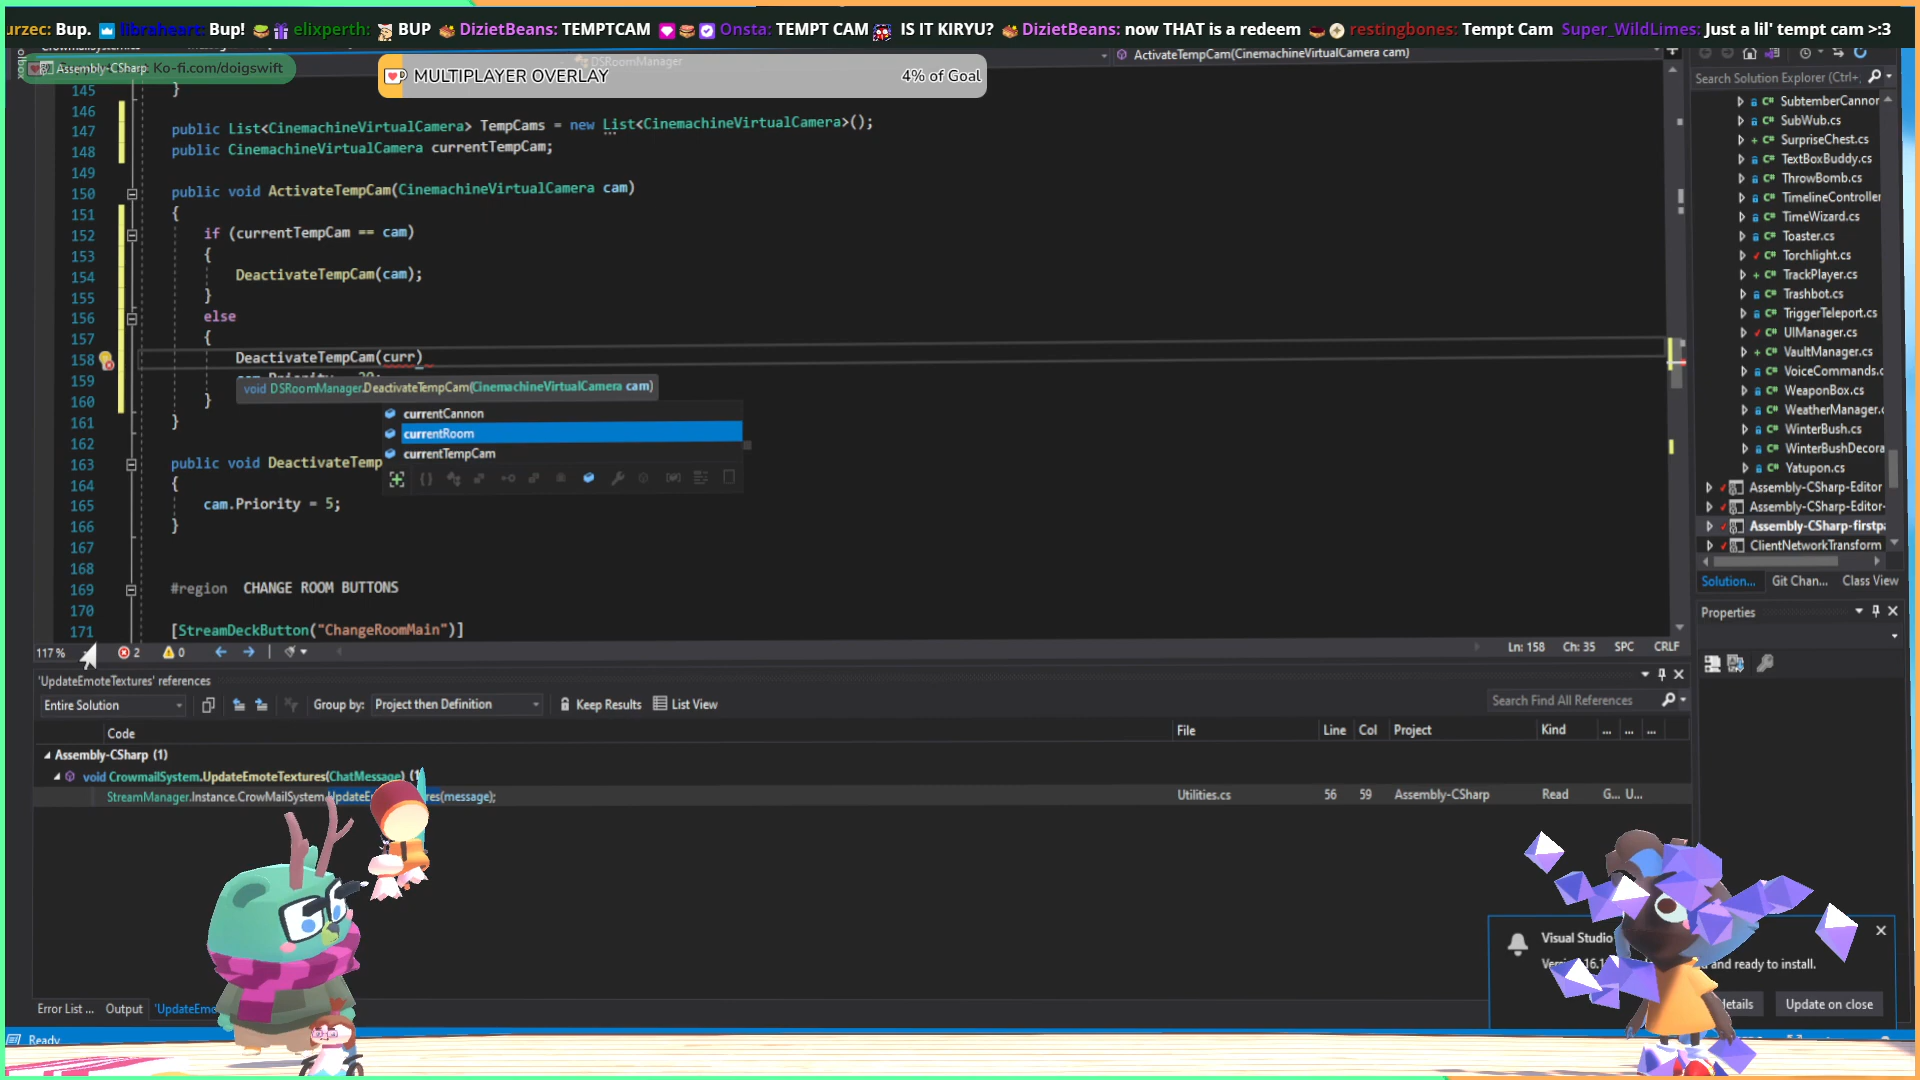 urzec: Bup. libraheart: Bup! elixperth: BUP DizietBeans: TEMPTCAM Onsta: TEMPT CAM IS IT KIRYU? DizietBeans: now THAT is a redeem restingbones: Tempt Cam Super_WildLimes: Just a lil' tempt cam >:3
Assembly-CSharp Ko-fi.com/doigswift
MULTIPLAYER OVERLAY 4% of Goal
DSRoomManager
ActivateTempCam(CinemachineVirtualCamera cam)
Search Solution Explorer (Ctrl+;
145 }
146
147 public List<CinemachineVirtualCamera> TempCams = new List<CinemachineVirtualCamera>();
148 public CinemachineVirtualCamera currentTempCam;
149
150 public void ActivateTempCam(CinemachineVirtualCamera cam)
151 {
152 if (currentTempCam == cam)
153 {
154 DeactivateTempCam(cam);
155 }
156 else
157 {
158 DeactivateTempCam(curr)
159
void DSRoomManager.DeactivateTempCam(CinemachineVirtualCamera cam)
160 }
currentCannon
161 }
currentRoom
162
currentTempCam
163 public void DeactivateTemp
164 {
165 cam.Priority = 5;
166 }
167
168
169 #region CHANGE ROOM BUTTONS
170
171 [StreamDeckButton("ChangeRoomMain")]
SubtemberCannon
SubWub.cs
SurpriseChest.cs
TextBoxBuddy.cs
ThrowBomb.cs
TimelineController
TimeWizard.cs
Toaster.cs
Torchlight.cs
TrackPlayer.cs
Trashbot.cs
TriggerTeleport.cs
UIManager.cs
VaultManager.cs
VoiceCommands.c
WeaponBox.cs
WeatherManager.c
WinterBush.cs
WinterBushDecora
Yatupon.cs
Assembly-CSharp-Editor
Assembly-CSharp-Editor-
Assembly-CSharp-firstpa
ClientNetworkTransform
Solution... Git Chan... Class View
Properties
117 % 2 0 Ln: 158 Ch: 35 SPC CRLF
'UpdateEmoteTextures' references
Entire Solution Group by: Project then Definition Keep Results List View Search Find All References
Code File Line Col Project Kind ... ... ...
Assembly-CSharp (1)
void CrowmailSystem.UpdateEmoteTextures(ChatMessage) (1
StreamManager.Instance.CrowMailSystem.UpdateE res(message); Utilities.cs 56 59 Assembly-CSharp Read G... U...
Visual Studio
and ready to install.
details Update on close
Error List ... Output 'UpdateEmo
Ready